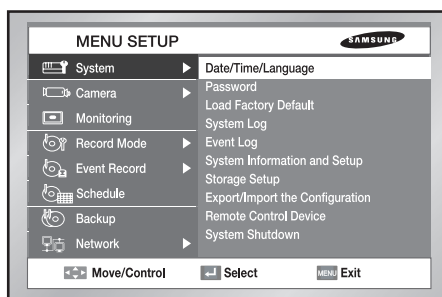 MENU SETUP
SAMSUNG
System
Camera
Monitoring
Record Mode
Event Record
Schedule
Backup
Network
Date/Time/Language
Password
Load Factory Default
System Log
Event Log
System Information and Setup
Storage Setup
Export/Import the Configuration
Remote Control Device
System Shutdown
Move/Control
Select
MENU Exit